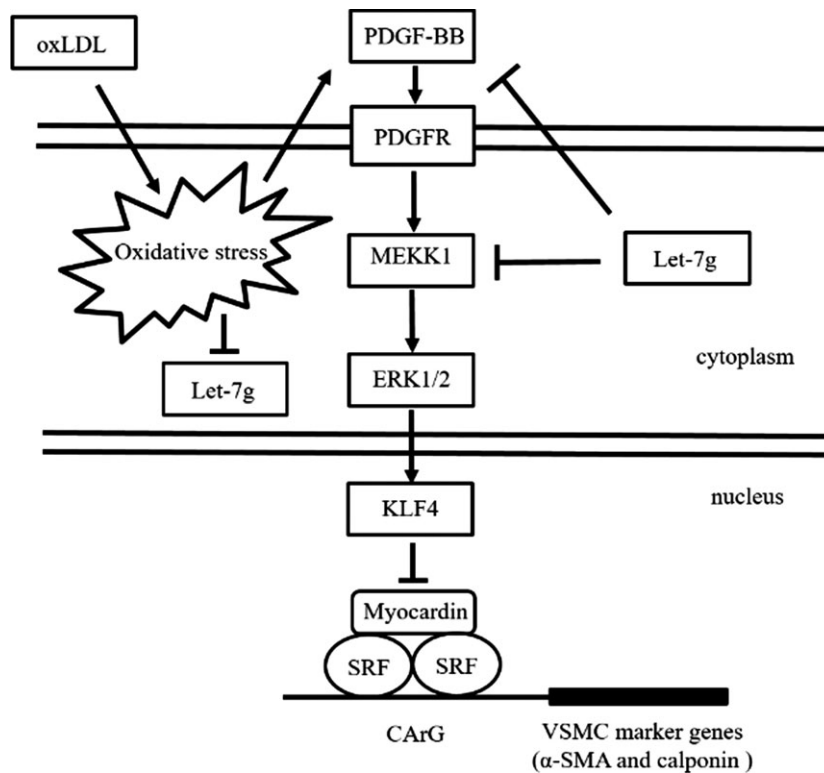 oxLDL
PDGF-BB
PDGFR
Oxidative stress
MEKK1
Let-7g
cytoplasm
Let-7g
ERK1/2
nucleus
KLF4
Myocardin
SRF
SRF
CArG
VSMC marker genes
(α-SMA and calponin )